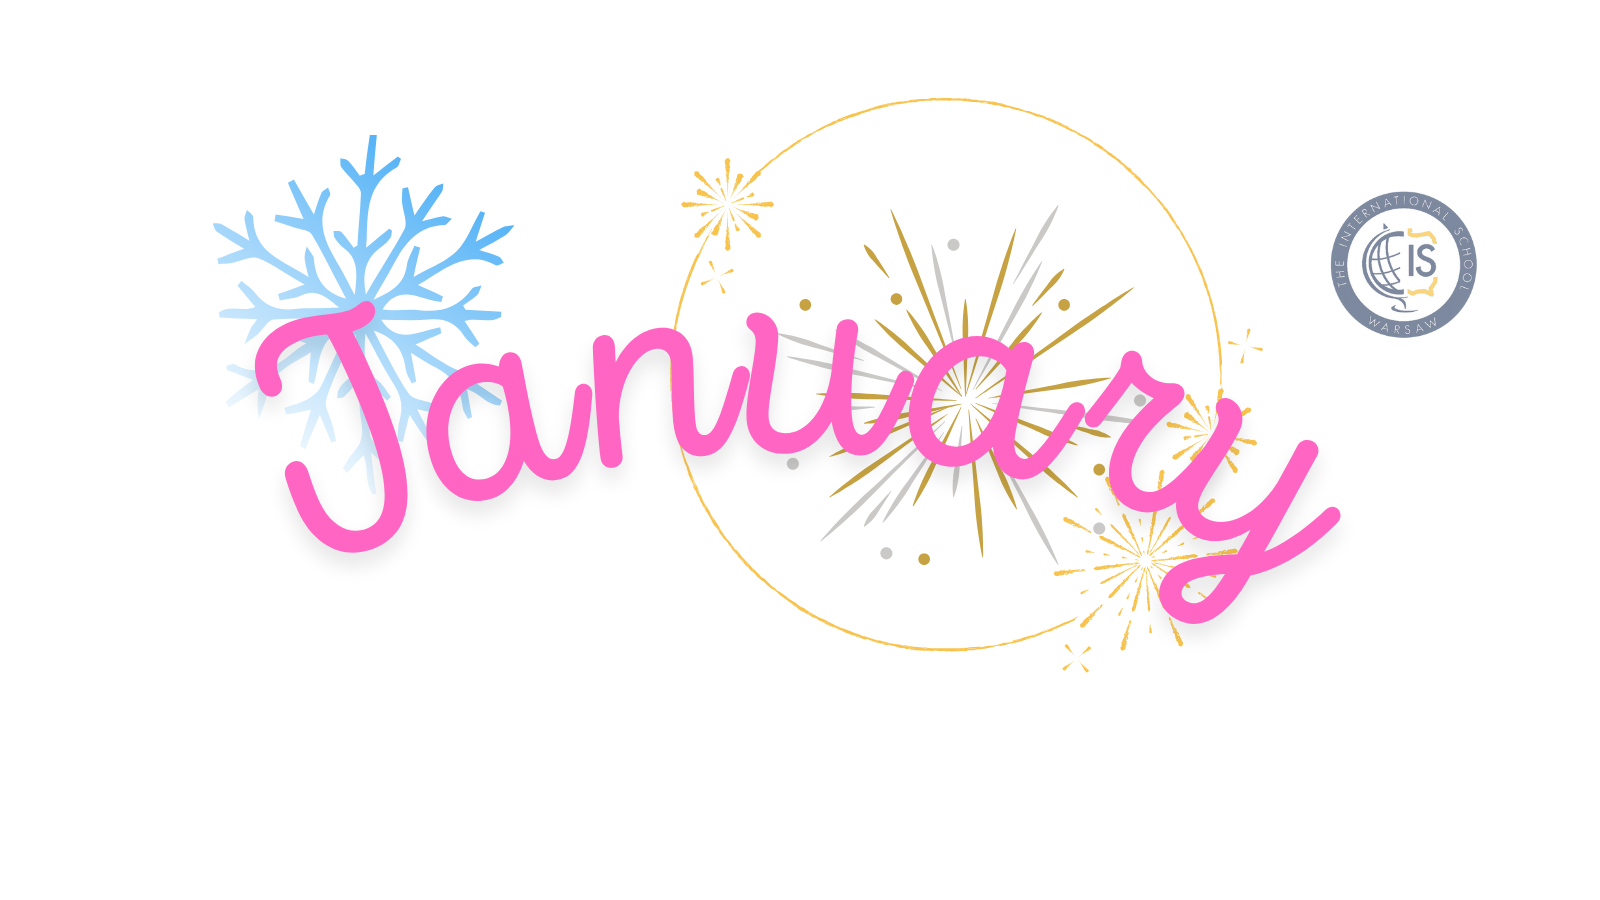 January
THE INTERNATIONAL SCHOOL
IS
WARSAW